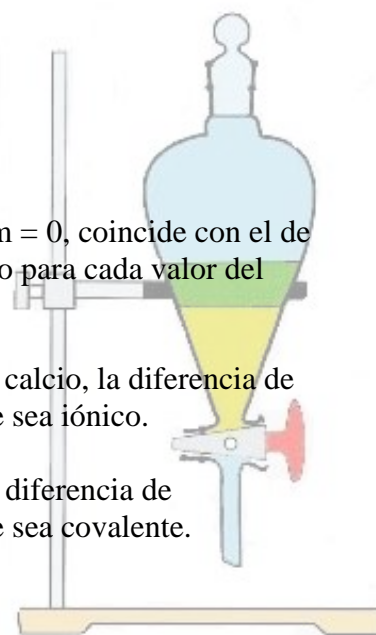 m = 0, coincide con el de
o para cada valor del
calcio, la diferencia de
e sea iónico.
diferencia de
e sea covalente.